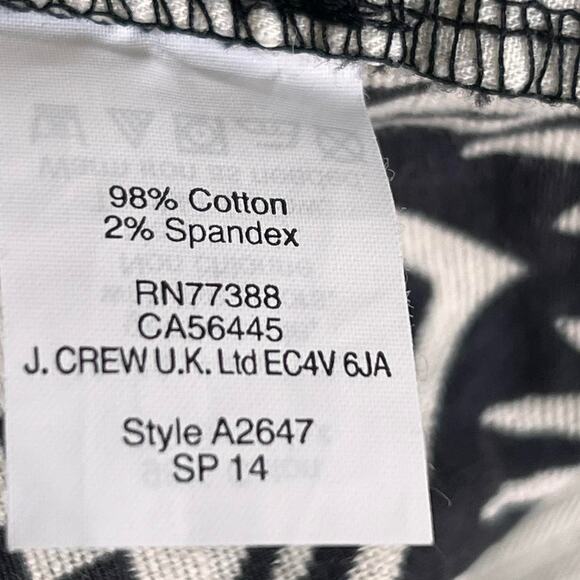 98% Cotton
2% Spandex
RN77388
CA56445
J. CREW U.K. Ltd EC4V 6JA
Style A2647
SP 14